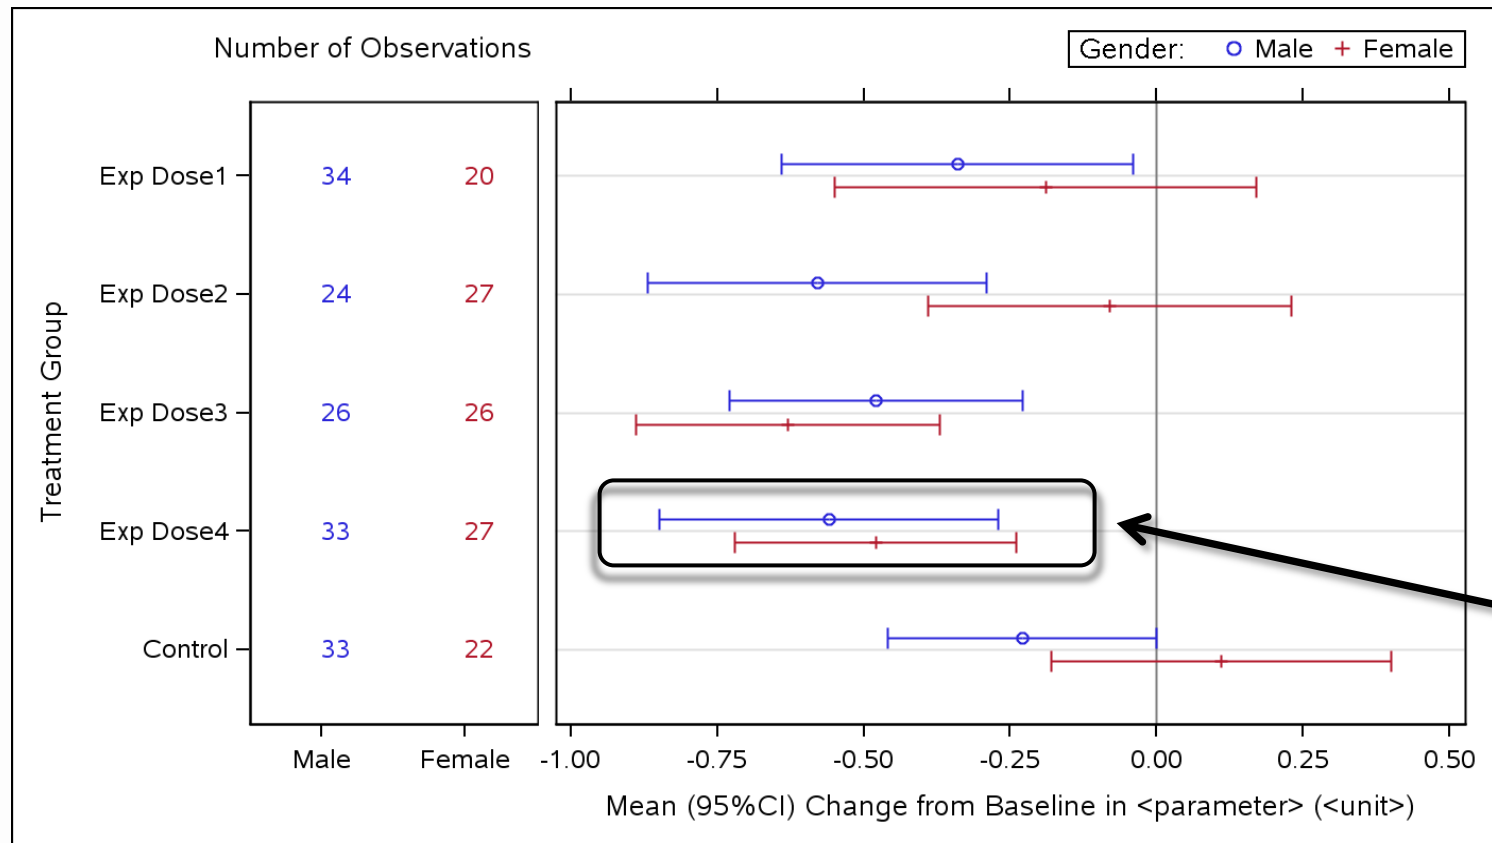 Number of Observations
Gender: Male Female
Exp Dose1 34 20
Exp Dose2 24 27
Exp Dose3 26 26
Exp Dose4 33 27
Control 33 22
Treatment Group
Male Female -1.00 -0.75 -0.50 -0.25 0.00 0.25 0.50
Mean (95%CI) Change from Baseline in <parameter> (<unit>)